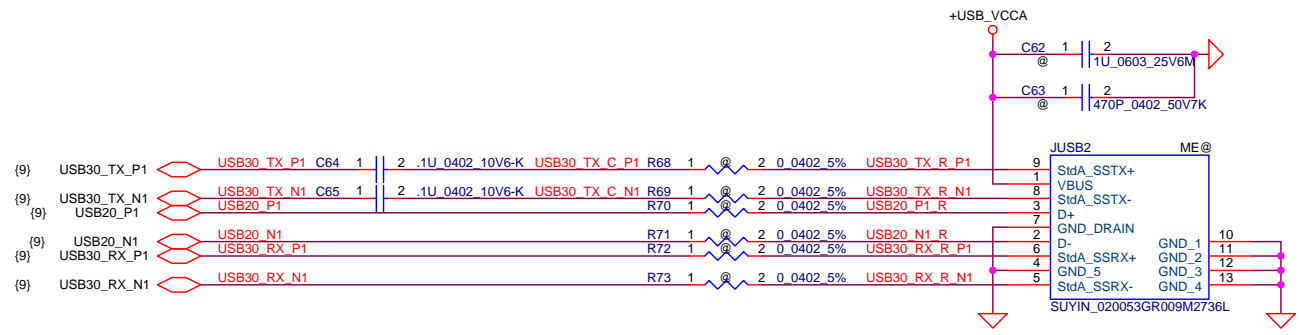 +USB_VCCA
C62 1 2
@ 1U_0603_25V6M
C63 1 2
@ 470P_0402_50V7K
JUSB2 ME@
{9} USB30_TX_P1 USB30_TX_P1 C64 1 2 .1U_0402_10V6-K USB30_TX_C_P1 R68 1 @ 2 0_0402_5% USB30_TX_R_P1 9 StdA_SSTX+
1 VBUS
{9} USB30_TX_N1 USB30_TX_N1 C65 1 2 .1U_0402_10V6-K USB30_TX_C_N1 R69 1 @ 2 0_0402_5% USB30_TX_R_N1 8 StdA_SSTX-
{9} USB20_P1 USB20_P1 R70 1 @ 2 0_0402_5% USB20_P1_R 3 D+
7 GND_DRAIN
{9} USB20_N1 USB20_N1 R71 1 @ 2 0_0402_5% USB20_N1_R 2 D- GND_1 10
{9} USB30_RX_P1 USB30_RX_P1 R72 1 @ 2 0_0402_5% USB30_RX_R_P1 6 StdA_SSRX+ GND_2 11
4 GND_5 GND_3 12
{9} USB30_RX_N1 USB30_RX_N1 R73 1 @ 2 0_0402_5% USB30_RX_R_N1 5 StdA_SSRX- GND_4 13
SUYIN_020053GR009M2736L